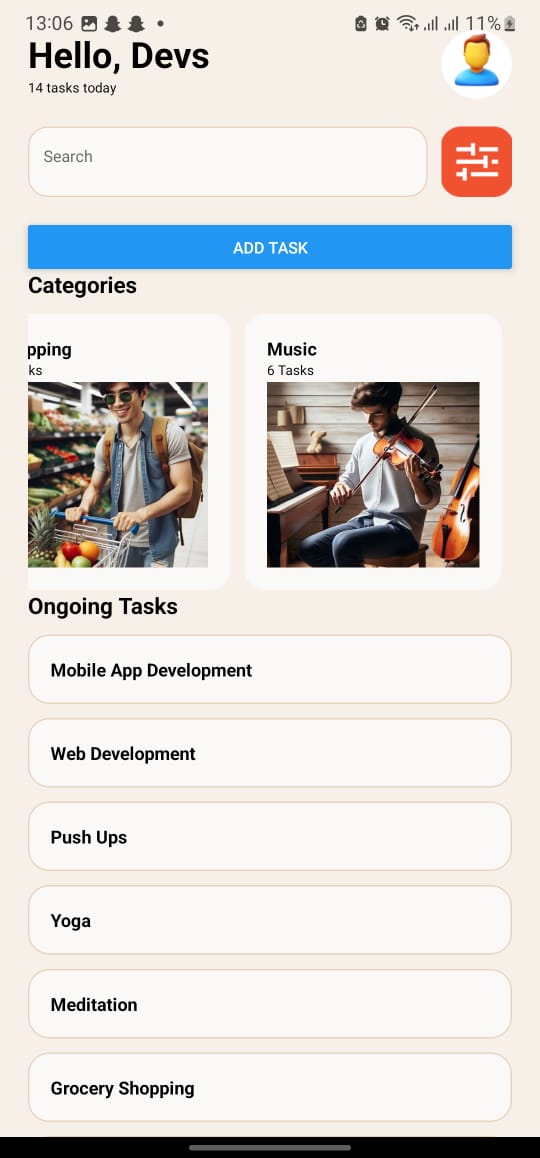 13:06
11%
Hello, Devs
14 tasks today
Search
ADD TASK
Categories
pping
ks
Music
6 Tasks
Ongoing Tasks
Mobile App Development
Web Development
Push Ups
Yoga
Meditation
Grocery Shopping